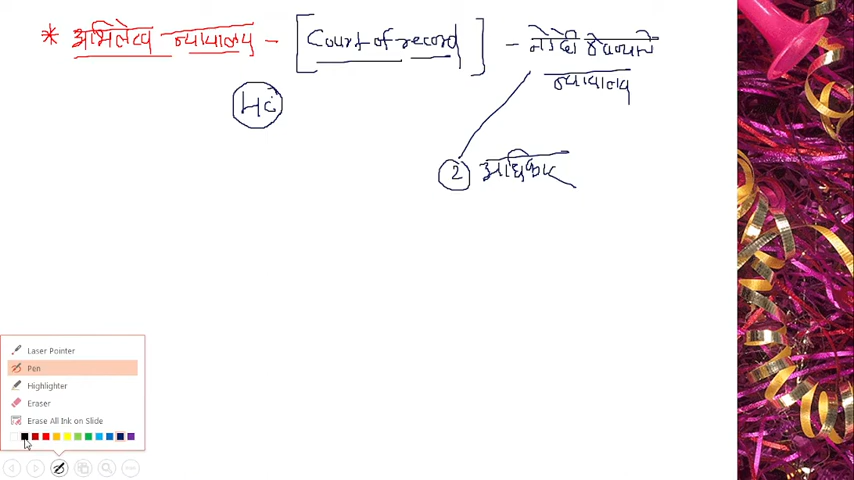 * अभिलेख न्यायालय - [Court of record] - नोंदी ठेवणारे
न्यायालय
HC
2 अधिकार
Laser Pointer
Pen
Highlighter
Eraser
Erase All Ink on Slide